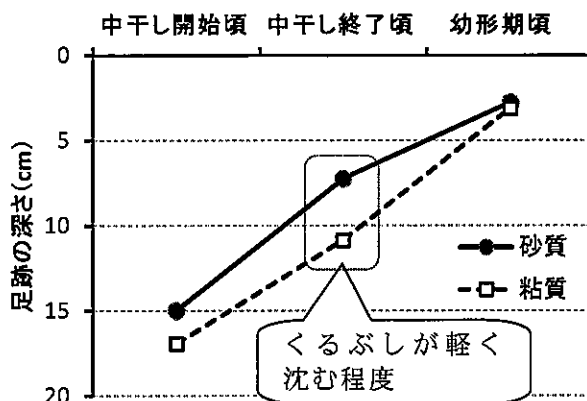 中干し開始頃 中干し終了頃 幼形期頃
0
5
10
15
20
足跡の深さ(cm)
砂質
粘質
くるぶしが軽く
沈む程度